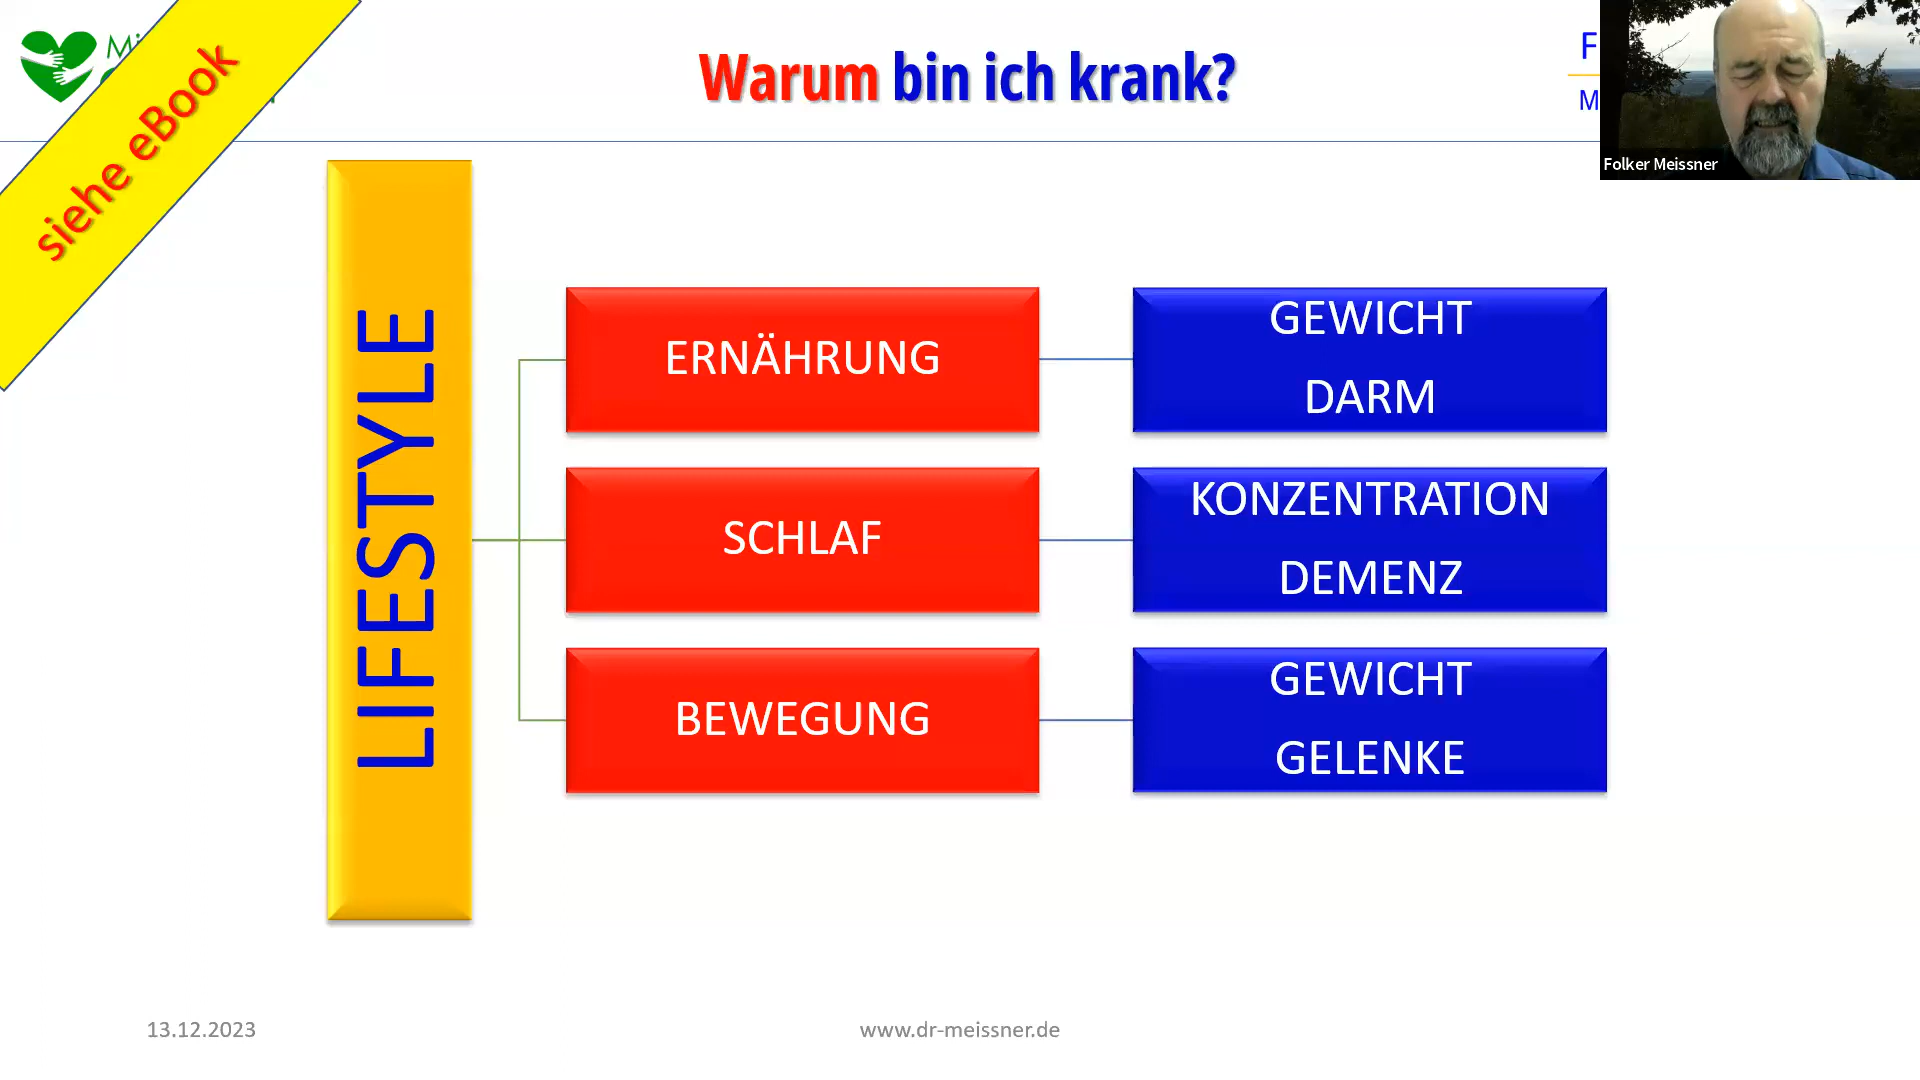 siehe eBook
Warum bin ich krank?
Folker Meissner
LIFESTYLE
ERNÄHRUNG
GEWICHT
DARM
SCHLAF
KONZENTRATION
DEMENZ
BEWEGUNG
GEWICHT
GELENKE
13.12.2023
www.dr-meissner.de